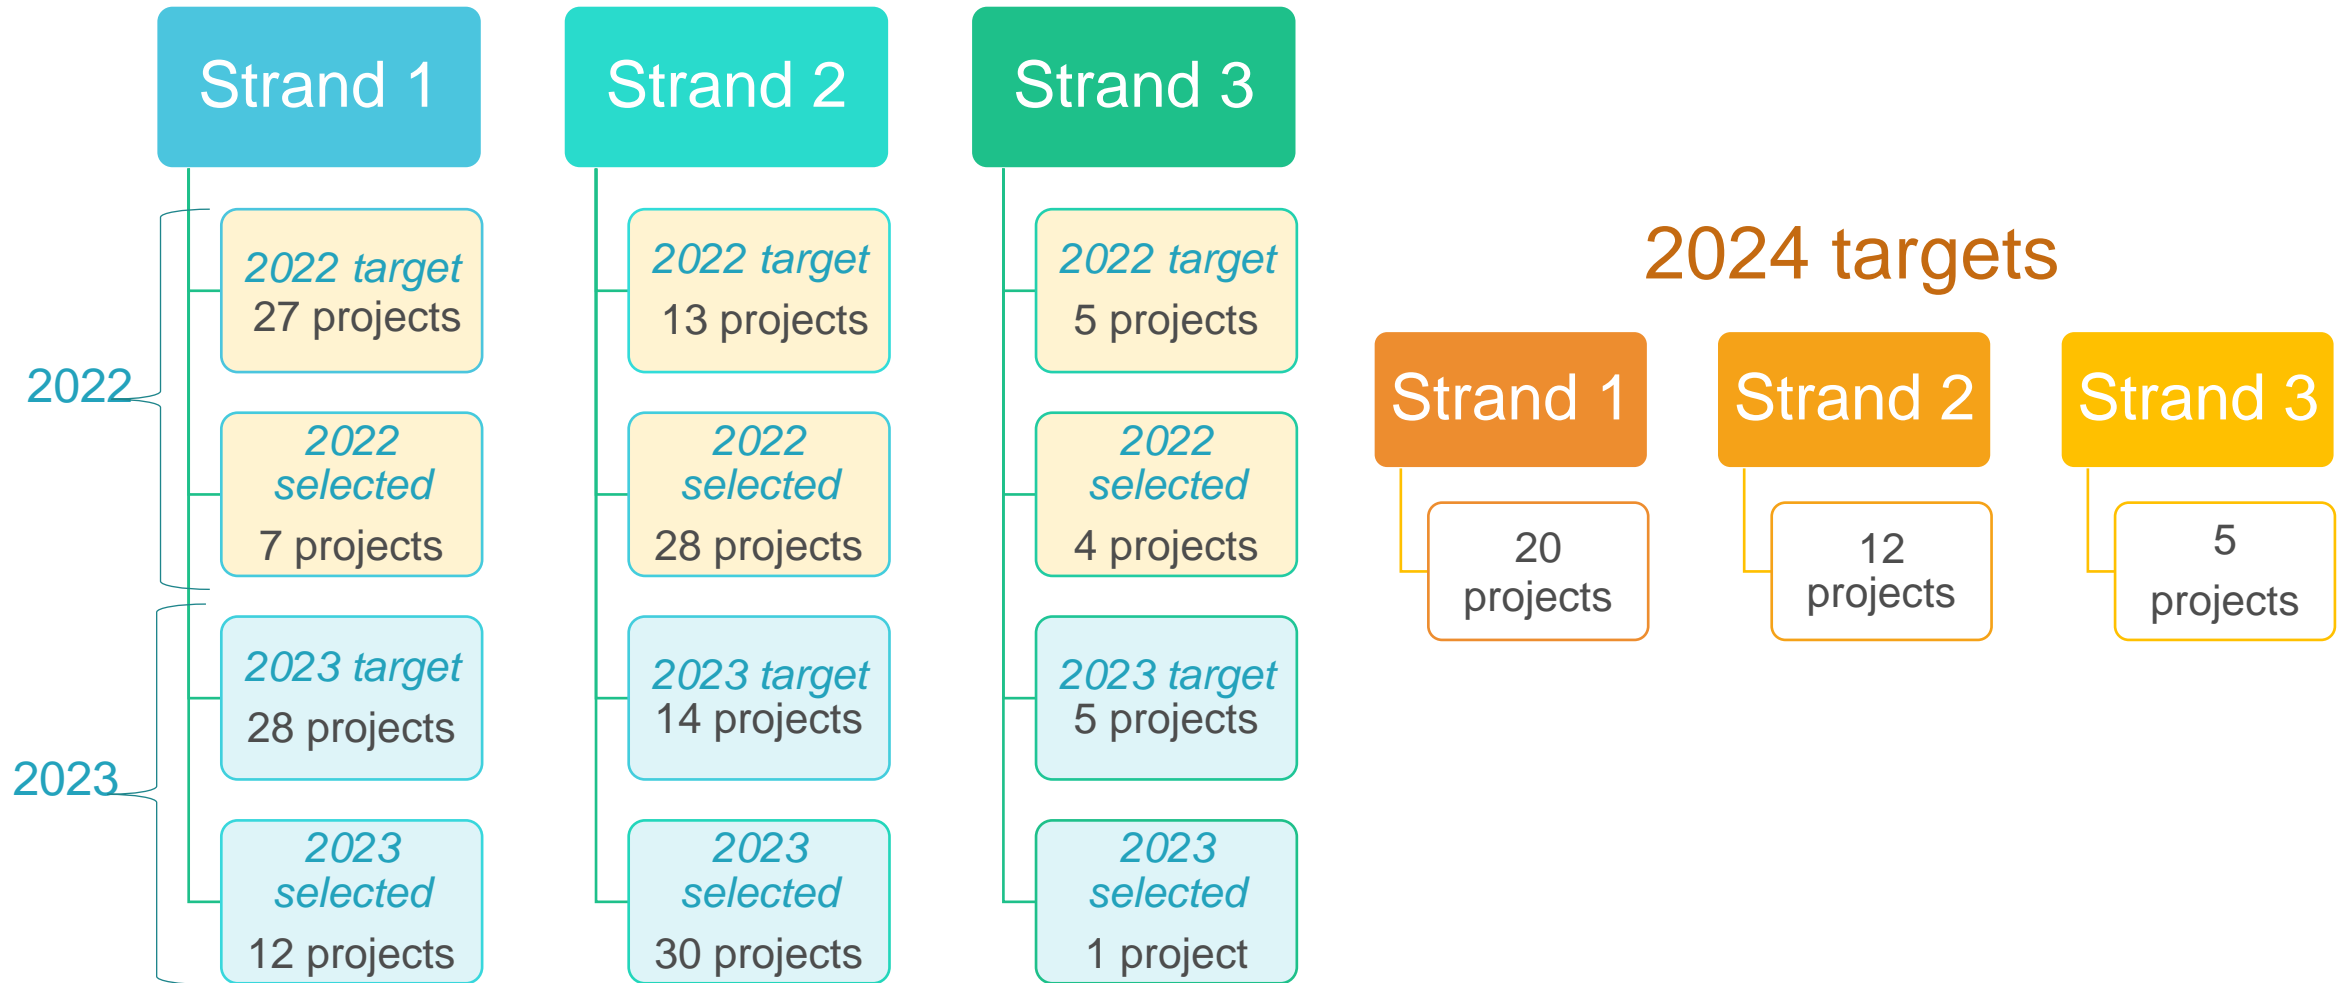 Strand 1
2022 target
27 projects
2022
selected
7 projects
2023 target
28 projects
2023
selected
12 projects
Strand 2
2022 target
13 projects
2022
selected
28 projects
2023 target
14 projects
2023
selected
30 projects
Strand 3
2022 target
5 projects
2022
selected
4 projects
2023 target
5 projects
2023
selected
1 project
2022
2023
2024 targets
Strand 1
20
projects
Strand 2
12
projects
Strand 3
5
projects